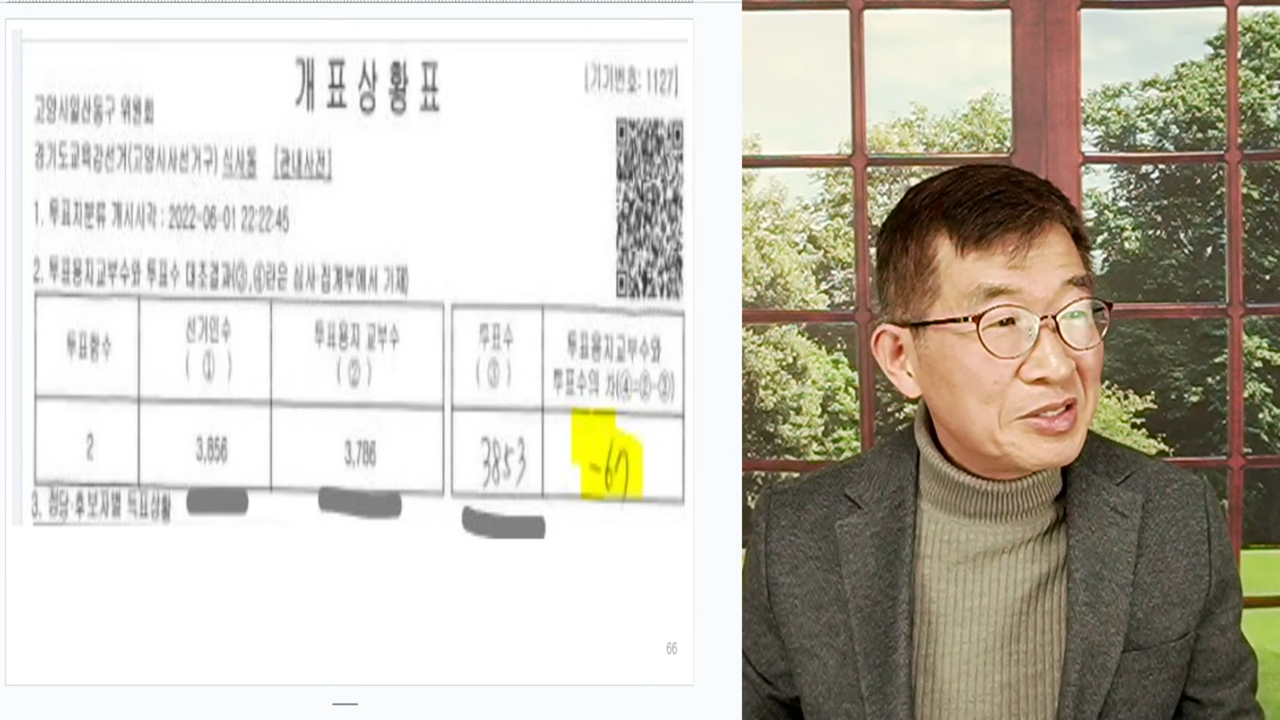 개표상황표
[기기번호: 1127]
고양시일산동구 위원회
경기도교육감선거(고양시사선거구) 식사동 [관내사전]
1. 투표지분류 개시시각 : 2022-06-01 22:22:45
2. 투표용지교부수와 투표수 대조결과(③,④란은 심사·집계부에서 기재)
투표함수
선거인수
( ① )
투표용지 교부수
( ② )
투표수
( ③ )
투표용지교부수와
투표수의 차(④=②-③)
2
3,856
3,786
3853
-67
3. 정당·후보자별 득표상황
66